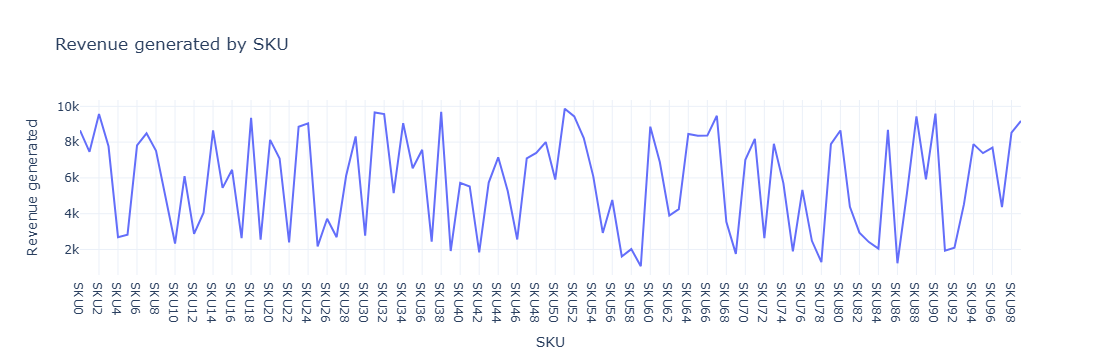 Revenue generated by SKU
Revenue generated
10k
8k
6k
4k
2k
SKU0
SKU2
SKU4
SKU6
SKU8
SKU10
SKU12
SKU14
SKU16
SKU18
SKU20
SKU22
SKU24
SKU26
SKU28
SKU30
SKU32
SKU34
SKU36
SKU38
SKU40
SKU42
SKU44
SKU46
SKU48
SKU50
SKU52
SKU54
SKU56
SKU58
SKU60
SKU62
SKU64
SKU66
SKU68
SKU70
SKU72
SKU74
SKU76
SKU78
SKU80
SKU82
SKU84
SKU86
SKU88
SKU90
SKU92
SKU94
SKU96
SKU98
SKU